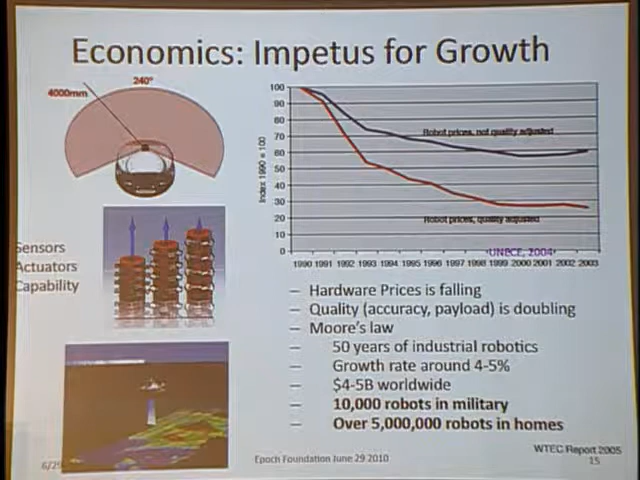 Economics: Impetus for Growth
240°
4000mm
100
90
80
70
60
50
40
30
20
10
0
Index 1990 = 100
Robot prices, not quality adjusted
Robot prices, quality adjusted
UNECE, 2004
1990 1991 1992 1993 1994 1995 1996 1997 1998 1999 2000 2001 2002 2003
Sensors
Actuators
Capability
– Hardware Prices is falling
– Quality (accuracy, payload) is doubling
– Moore's law
– 50 years of industrial robotics
– Growth rate around 4-5%
– $4-5B worldwide
– 10,000 robots in military
– Over 5,000,000 robots in homes
WTEC Report 2005
Epoch Foundation June 29 2010
15